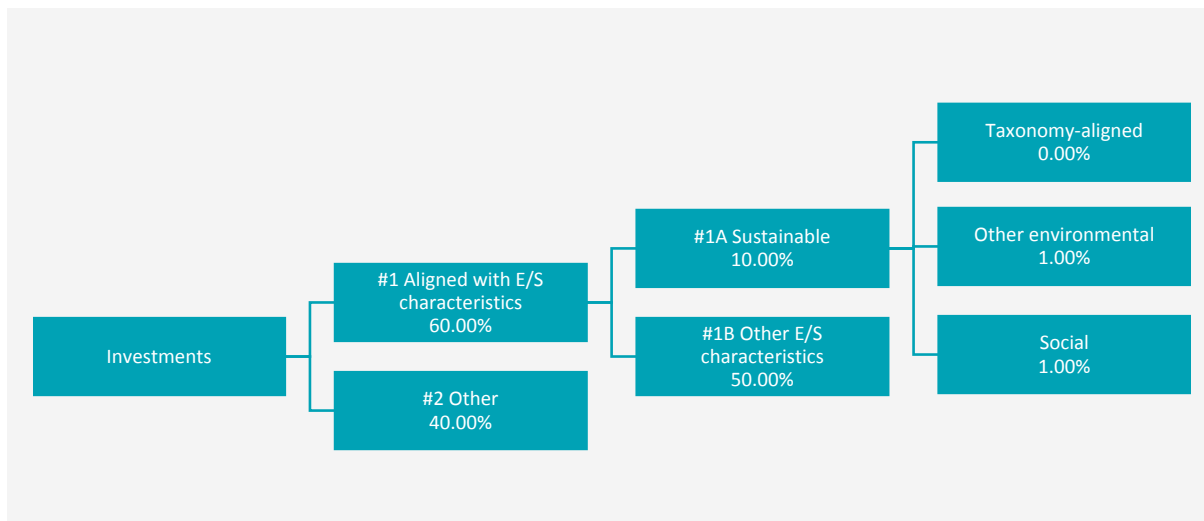 Investments
#1 Aligned with E/S
characteristics
60.00%
#2 Other
40.00%
#1A Sustainable
10.00%
#1B Other E/S
characteristics
50.00%
Taxonomy-aligned
0.00%
Other environmental
1.00%
Social
1.00%